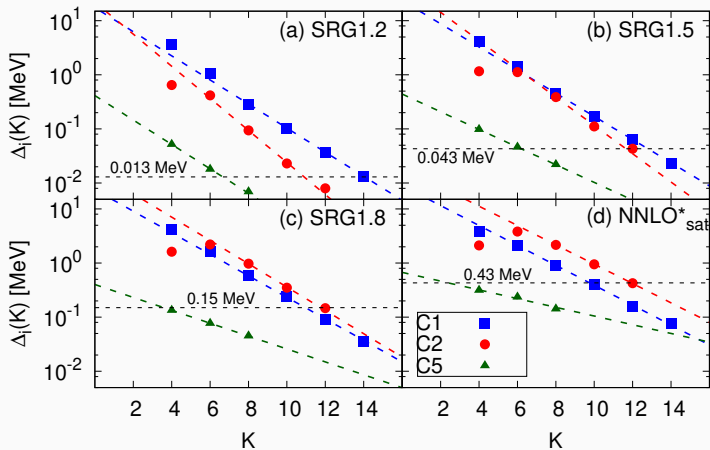 (a) SRG1.2
(b) SRG1.5
Δᵢ(K) [MeV]
10¹
10⁰
10⁻¹
10⁻²
0.013 MeV
0.043 MeV
(c) SRG1.8
(d) NNLO*sat
Δᵢ(K) [MeV]
10¹
10⁰
10⁻¹
10⁻²
0.15 MeV
0.43 MeV
C1
C2
C5
2 4 6 8 10 12 14
2 4 6 8 10 12 14
K
K